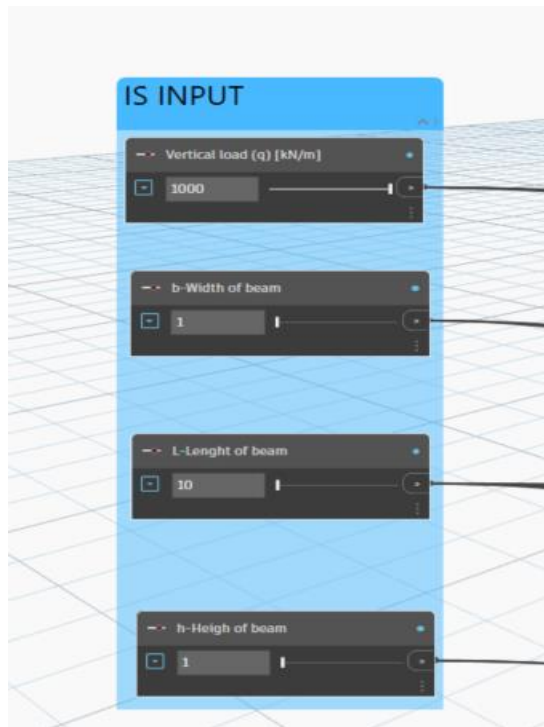 IS INPUT
Vertical load (q) [kN/m]
1000
b-Width of beam
1
L-Lenght of beam
10
h-Heigh of beam
1